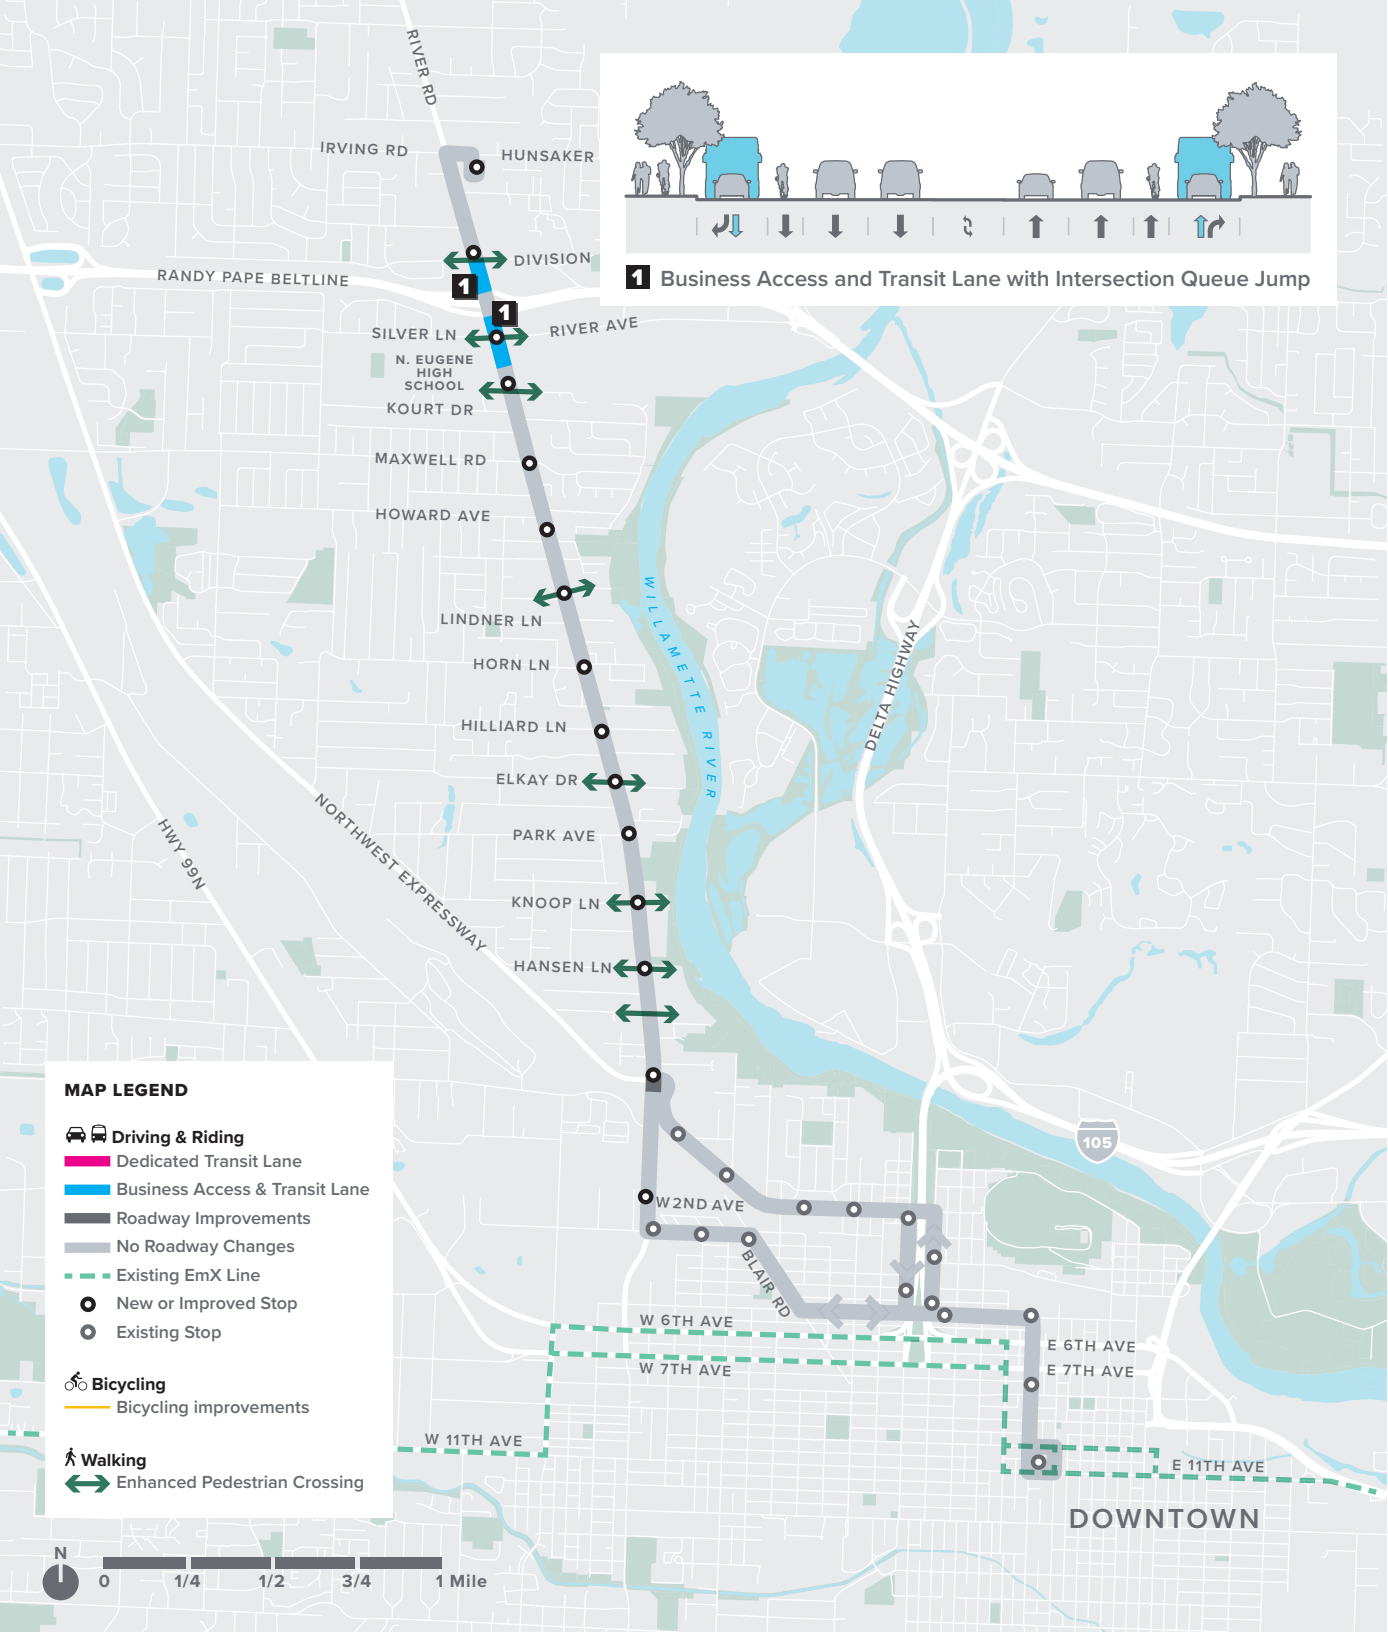 RIVER RD
IRVING RD
HUNSAKER
DIVISION
RANDY PAPE BELTLINE
1
1
SILVER LN
RIVER AVE
N. EUGENE
HIGH
SCHOOL
KOURT DR
1 Business Access and Transit Lane with Intersection Queue Jump
MAXWELL RD
HOWARD AVE
LINDNER LN
HORN LN
HILLIARD LN
ELKAY DR
PARK AVE
KNOOP LN
HANSEN LN
WILLAMETTE RIVER
DELTA HIGHWAY
NORTHWEST EXPRESSWAY
HWY 99N
105
W 2ND AVE
BLAIR RD
W 6TH AVE
W 7TH AVE
E 6TH AVE
E 7TH AVE
W 11TH AVE
E 11TH AVE
DOWNTOWN
MAP LEGEND
Driving & Riding
Dedicated Transit Lane
Business Access & Transit Lane
Roadway Improvements
No Roadway Changes
Existing EmX Line
New or Improved Stop
Existing Stop
Bicycling
Bicycling improvements
Walking
Enhanced Pedestrian Crossing
N
0 1/4 1/2 3/4 1 Mile